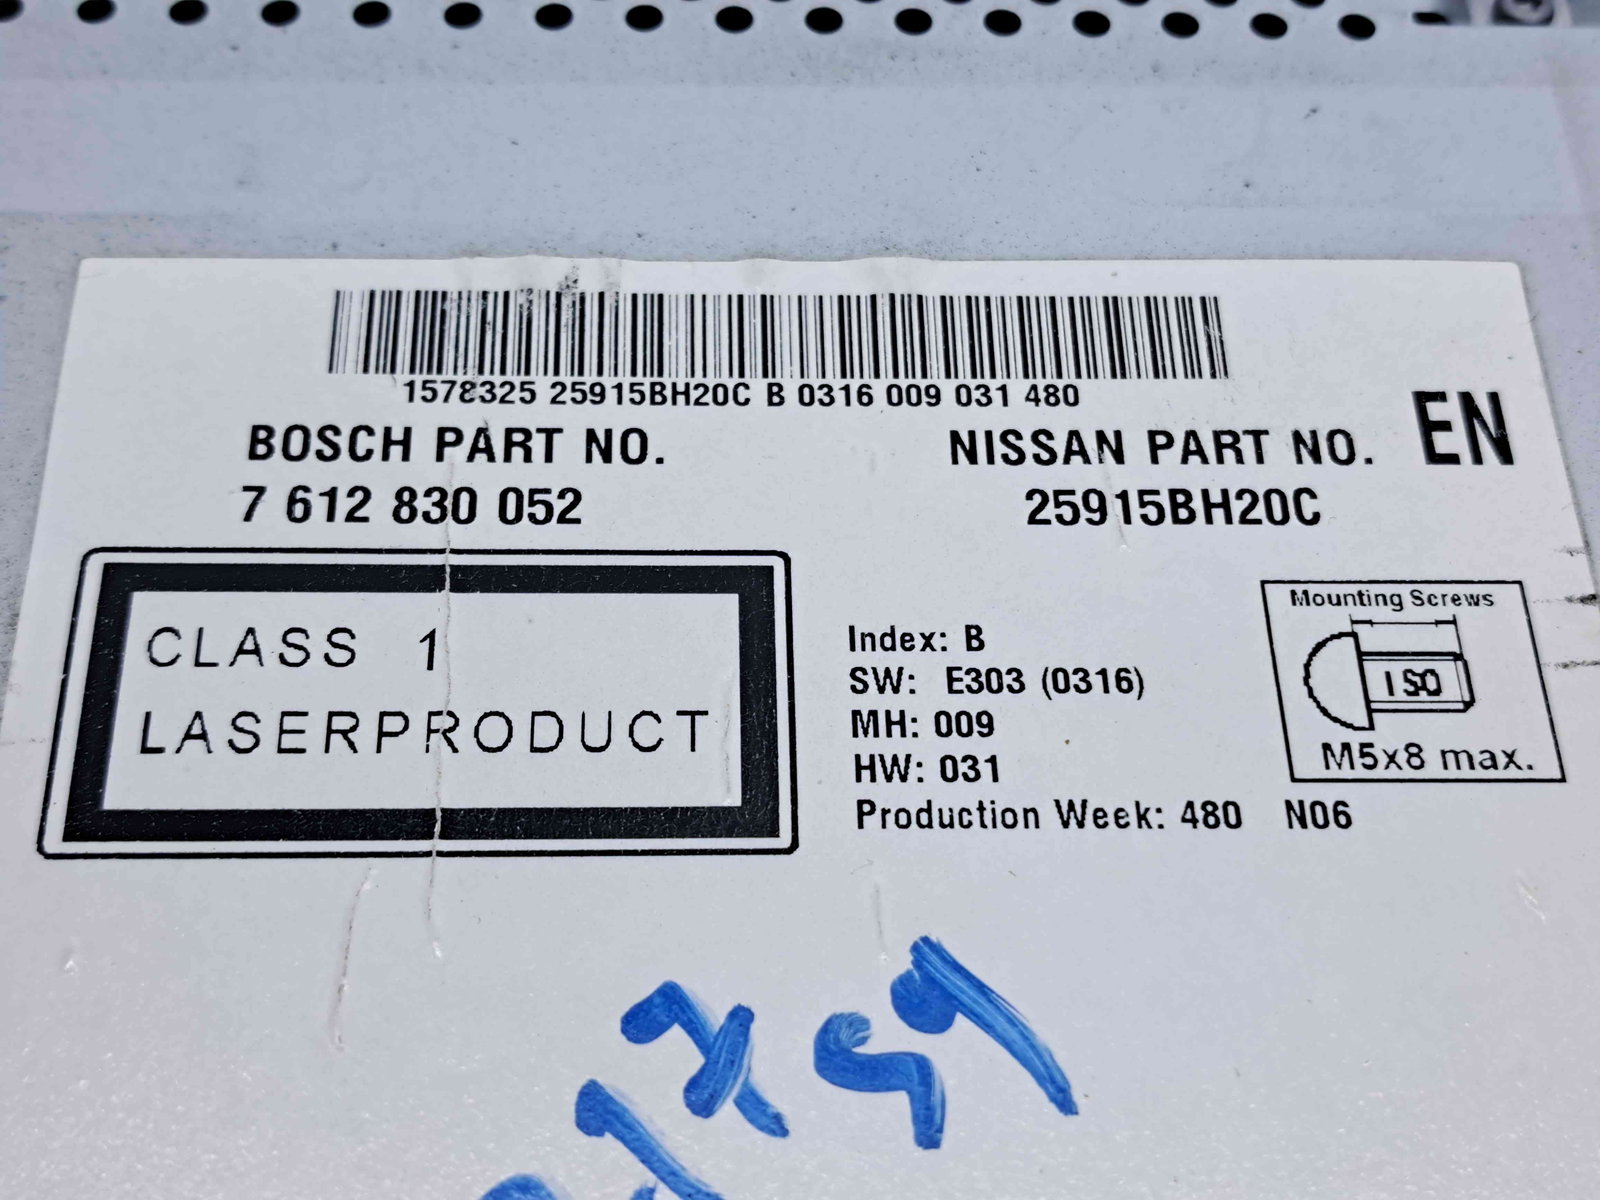 1578325 25915BH20C B 0316 009 031 480
BOSCH PART NO.
7 612 830 052
NISSAN PART NO.
25915BH20C
EN
CLASS 1
LASERPRODUCT
Index: B
SW: E303 (0316)
MH: 009
HW: 031
Production Week: 480 N06
Mounting Screws
ISO
M5x8 max.